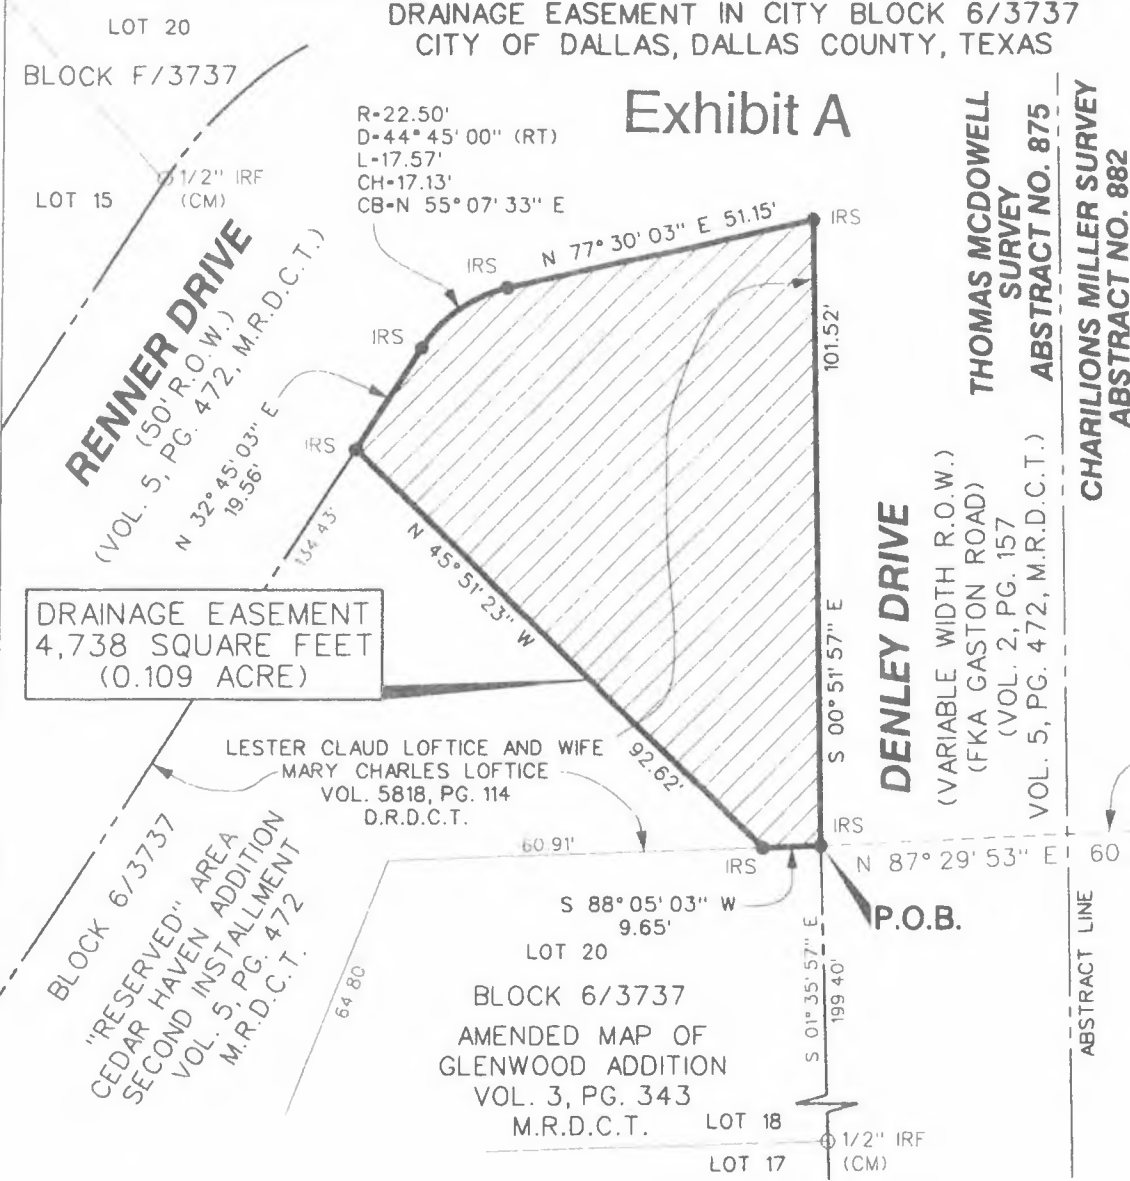 DRAINAGE EASEMENT IN CITY BLOCK 6/3737
CITY OF DALLAS, DALLAS COUNTY, TEXAS
Exhibit A
LOT 20
BLOCK F/3737
LOT 15
1/2" IRF
(CM)
R=22.50'
D=44°45'00" (RT)
L=17.57'
CH=17.13'
CB=N 55°07'33" E
RENNER DRIVE
(50' R.O.W.)
(VOL. 5, PG. 472, M.R.D.C.T.)
IRS
N 77°30'03" E 51.15'
IRS
IRS
IRS
N 32°45'03" E
19.56'
134.43'
101.52'
S 00°51'57" E
N 45°51'23" W
92.62'
THOMAS MCDOWELL
SURVEY
ABSTRACT NO. 875
CHARILIONS MILLER SURVEY
ABSTRACT NO. 882
DENLEY DRIVE
(VARIABLE WIDTH R.O.W.)
(FKA GASTON ROAD)
(VOL. 2, PG. 157
VOL. 5, PG. 472, M.R.D.C.T.)
DRAINAGE EASEMENT
4,738 SQUARE FEET
(0.109 ACRE)
LESTER CLAUD LOFTICE AND WIFE
MARY CHARLES LOFTICE
VOL. 5818, PG. 114
D.R.D.C.T.
60.91'
IRS
IRS
N 87°29'53" E 60
P.O.B.
S 88°05'03" W
9.65'
BLOCK 6/3737
"RESERVED" AREA
CEDAR HAVEN ADDITION
SECOND INSTALLMENT
VOL. 5, PG. 472
M.R.D.C.T.
64.80
LOT 20
BLOCK 6/3737
AMENDED MAP OF
GLENWOOD ADDITION
VOL. 3, PG. 343
M.R.D.C.T.
S 01°35'57" E
199.40'
ABSTRACT LINE
LOT 18
LOT 17
1/2" IRF
(CM)